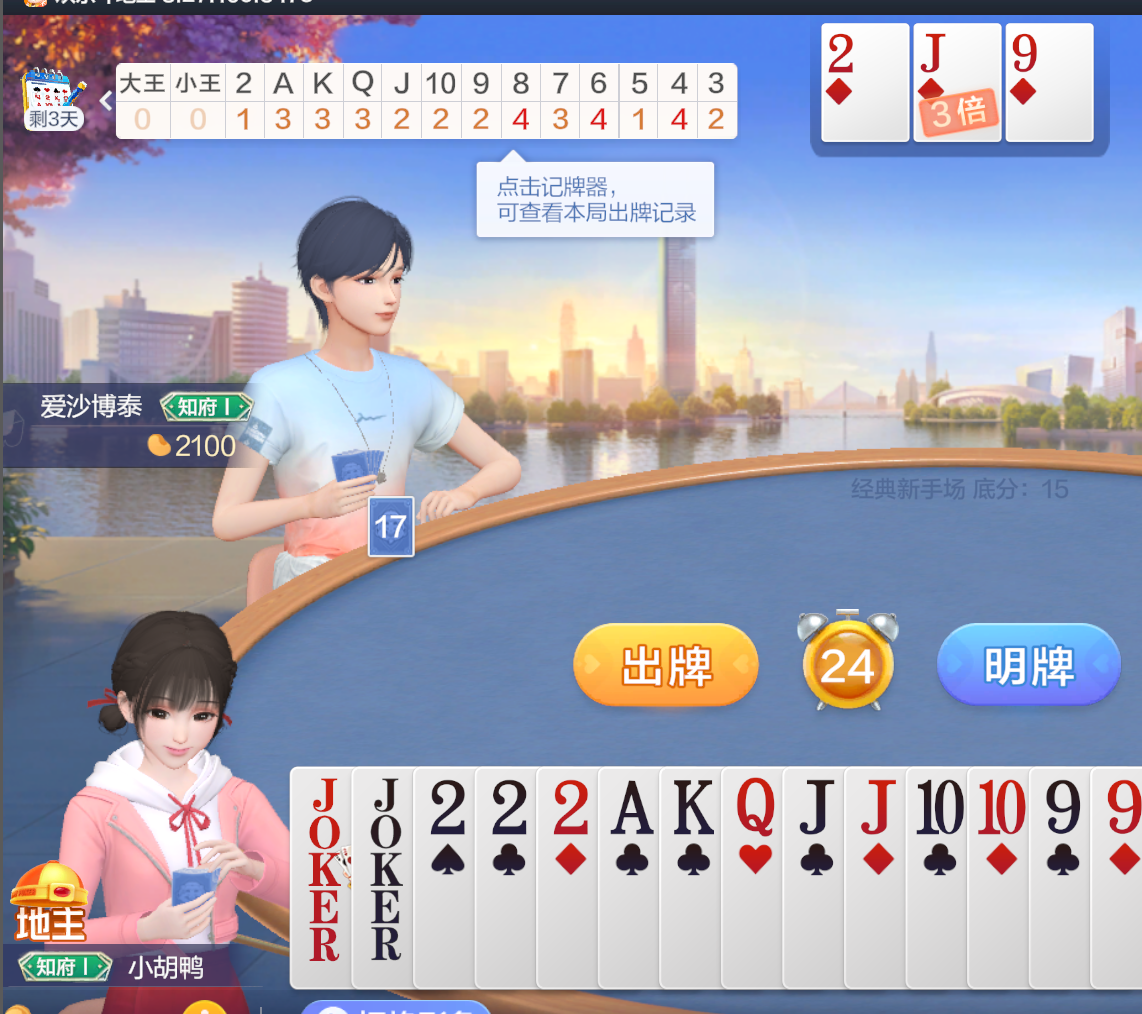 大王 小王 2 A K Q J 10 9 8 7 6 5 4 3
0 0 1 3 3 3 2 2 2 4 3 4 1 4 2
剩3天
2 J 9
3倍
点击记牌器，
可查看本局出牌记录
爱沙博泰 知府 I
2100
17
经典新手场 底分：15
出牌 24 明牌
JOKER JOKER 2 2 2 A K Q J J 10 10 9 9
地主
知府 I 小胡鸭